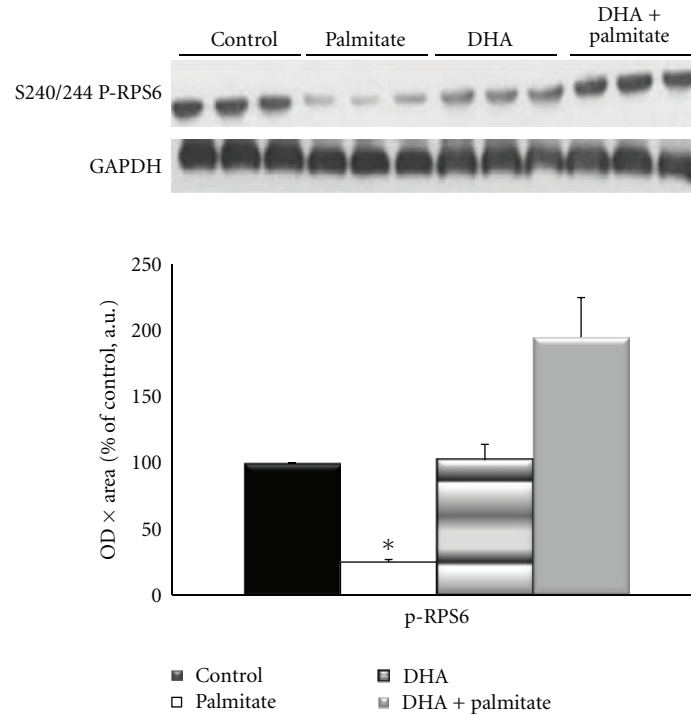 Control Palmitate DHA DHA +
palmitate
S240/244 P-RPS6
GAPDH
250
200
150
100
50
0
OD × area (% of control, a.u.)
*
p-RPS6
Control
Palmitate
DHA
DHA + palmitate